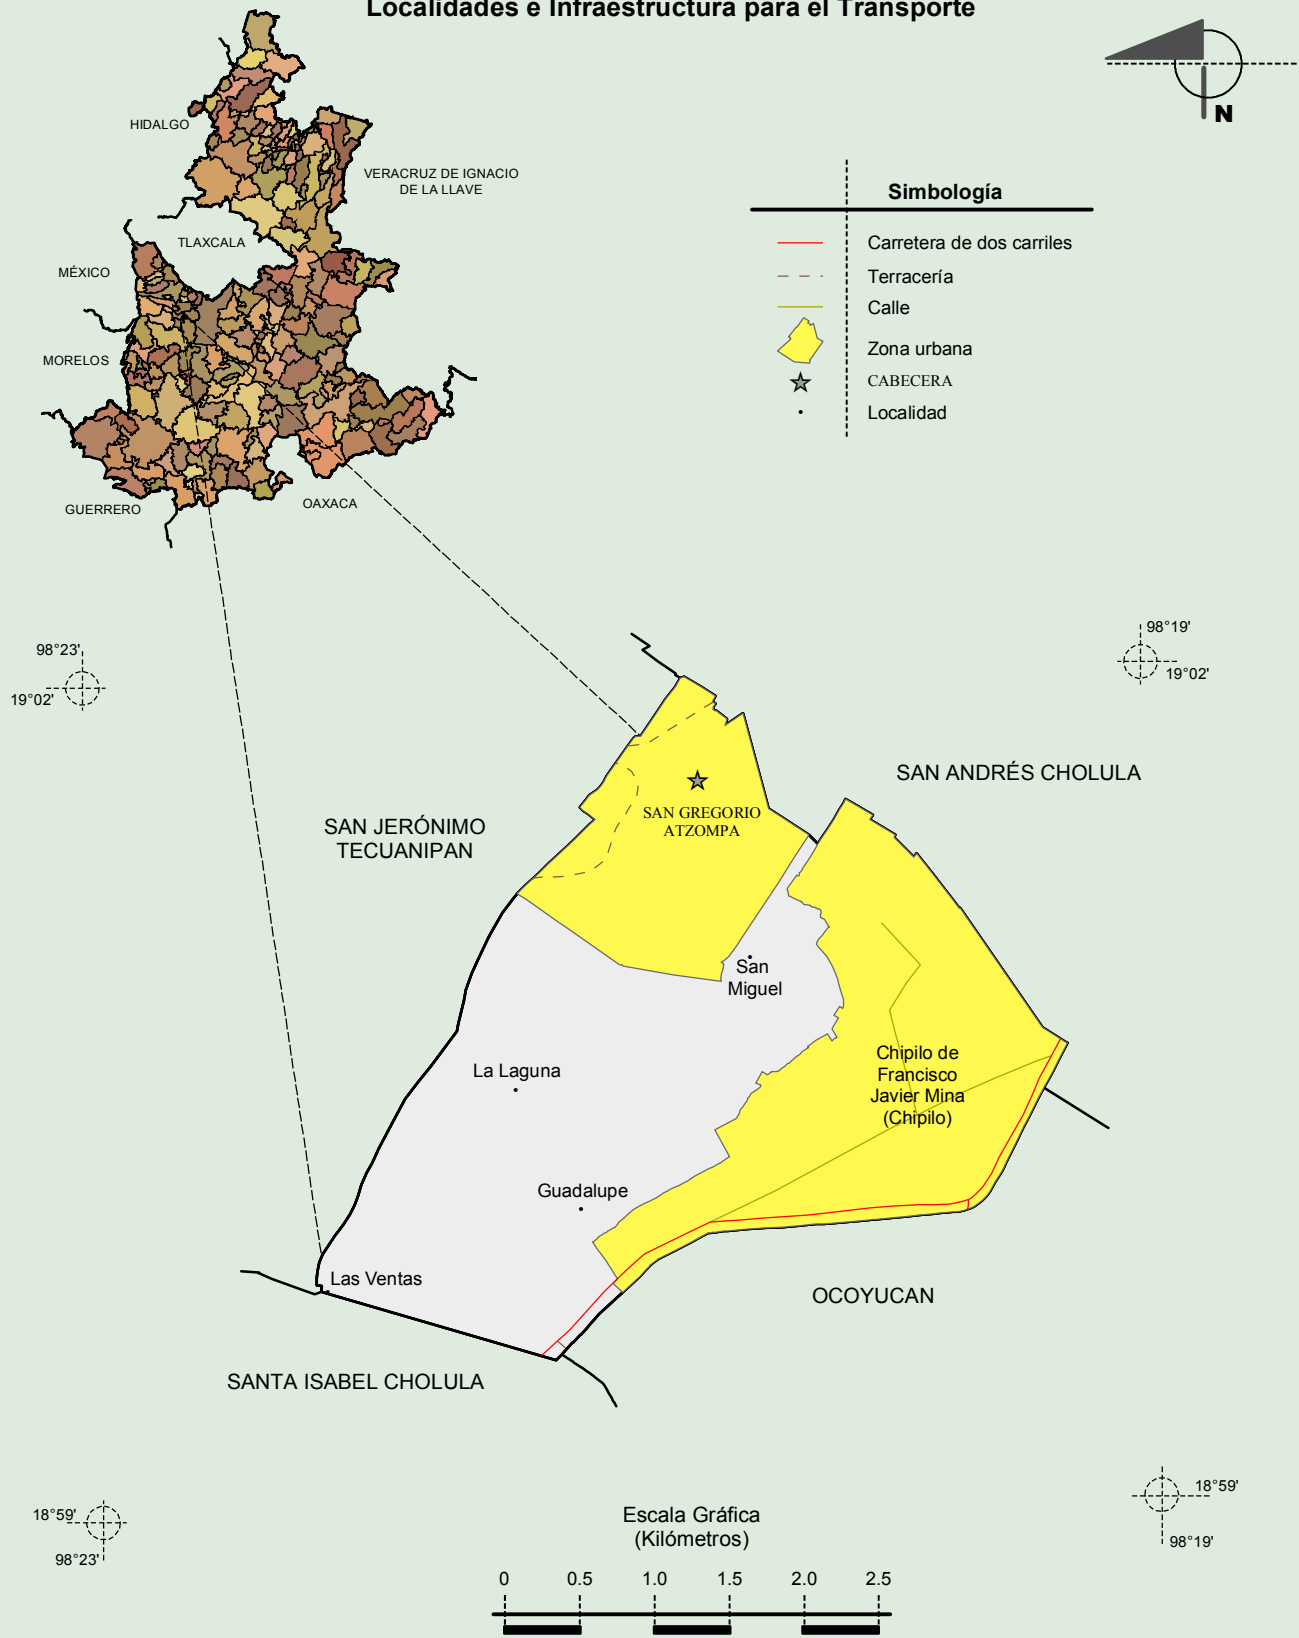 Localidades e Infraestructura para el Transporte
N
HIDALGO
VERACRUZ DE IGNACIO
DE LA LLAVE
TLAXCALA
MÉXICO
MORELOS
GUERRERO
OAXACA
Simbología
Carretera de dos carriles
Terracería
Calle
Zona urbana
CABECERA
Localidad
98°23'
19°02'
98°19'
19°02'
SAN ANDRÉS CHOLULA
SAN JERÓNIMO
TECUANIPAN
SAN GREGORIO
ATZOMPA
San
Miguel
La Laguna
Chipilo de
Francisco
Javier Mina
(Chipilo)
Guadalupe
Las Ventas
OCOYUCAN
SANTA ISABEL CHOLULA
18°59'
98°23'
18°59'
98°19'
Escala Gráfica
(Kilómetros)
0 0.5 1.0 1.5 2.0 2.5